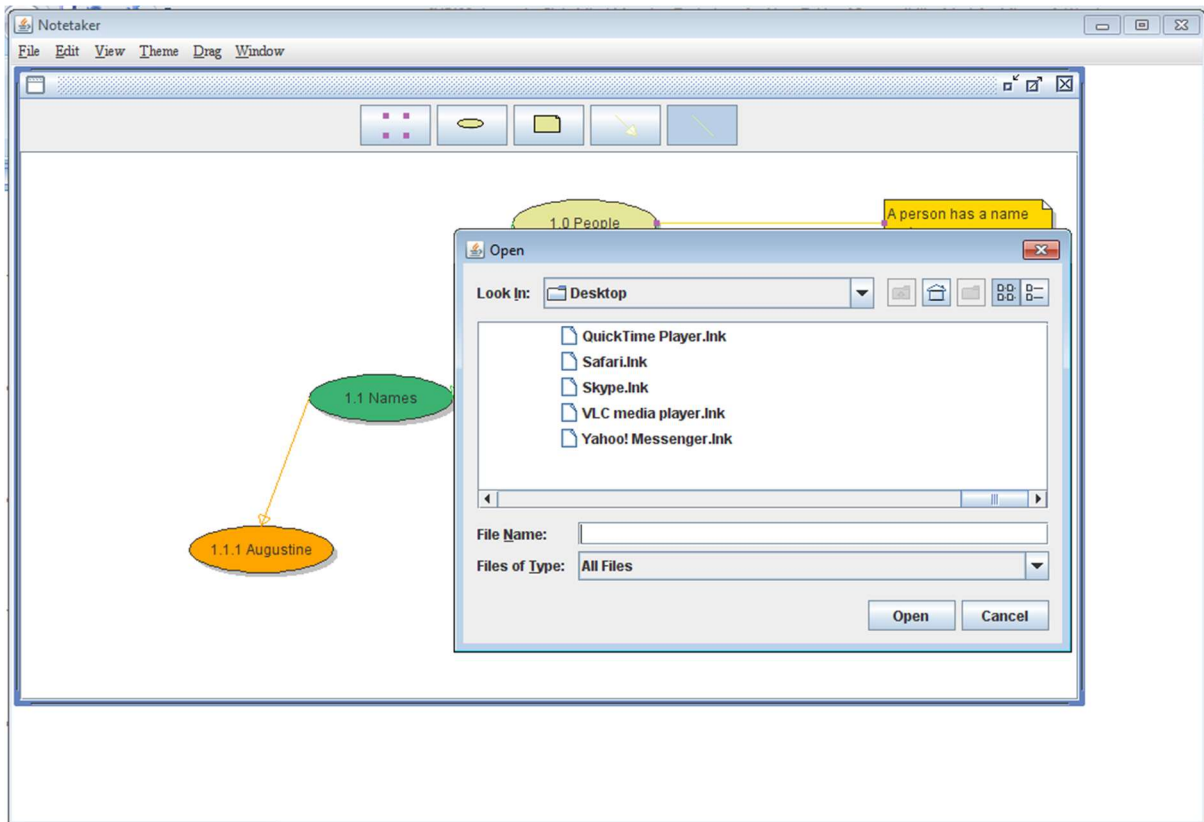 Notetaker
File Edit View Theme Drag Window
1.0 People
A person has a name
Open
Look In: Desktop
QuickTime Player.lnk
Safari.lnk
Skype.lnk
VLC media player.lnk
Yahoo! Messenger.lnk
1.1 Names
File Name:
1.1.1 Augustine
Files of Type: All Files
Open Cancel